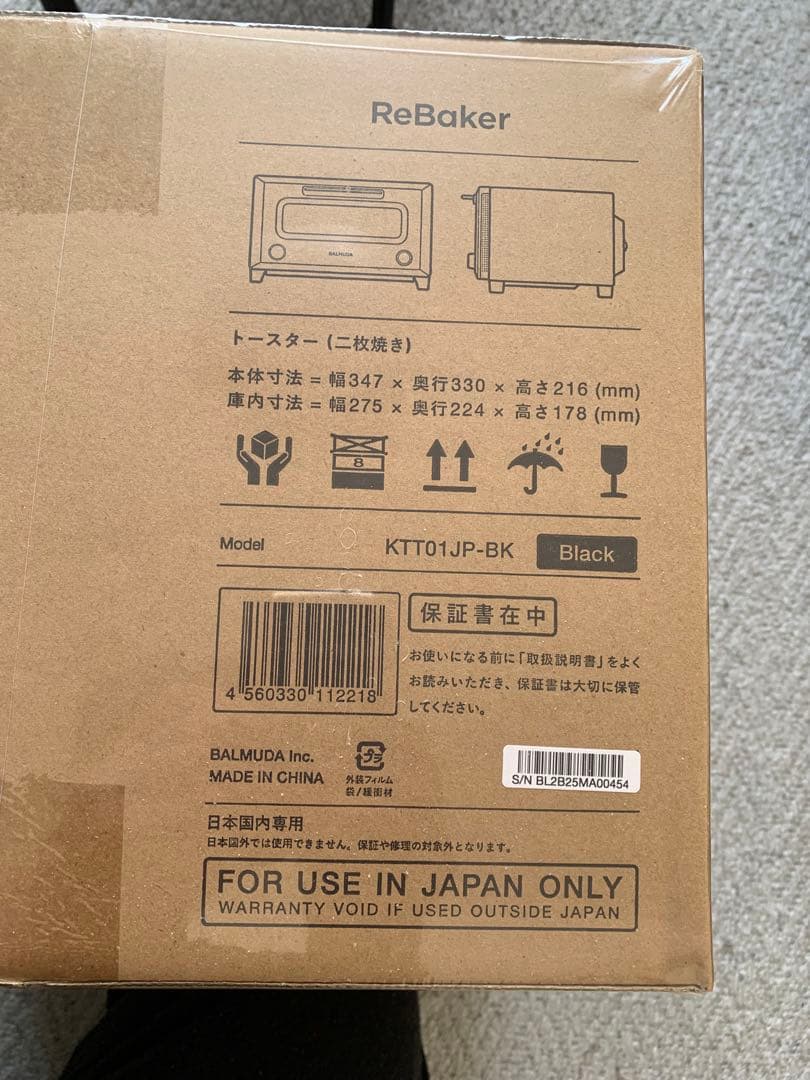 ReBaker
BALMUDA
トースター (二枚焼き)
本体寸法 = 幅347 × 奥行330 × 高さ216 (mm)
庫内寸法 = 幅275 × 奥行224 × 高さ178 (mm)
8
Model KTT01JP-BK Black
保証書在中
お使いになる前に「取扱説明書」をよく
お読みいただき、保証書は大切に保管
してください。
4 560330 112218
BALMUDA Inc.
MADE IN CHINA
プラ
外装フィルム
袋/緩衝材
S/N BL2B25MA00454
日本国内専用
日本国外では使用できません。保証や修理の対象外となります。
FOR USE IN JAPAN ONLY
WARRANTY VOID IF USED OUTSIDE JAPAN